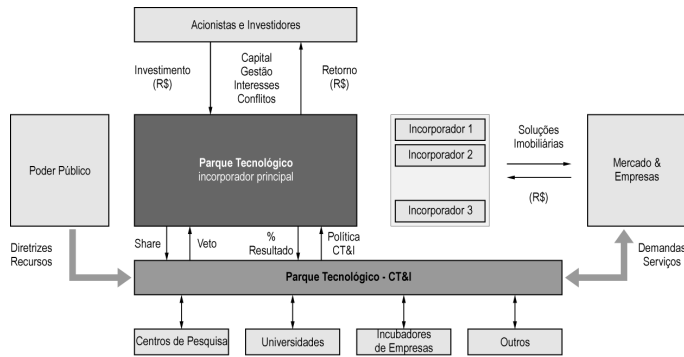 Acionistas e Investidores
Investimento
(R$)
Capital
Gestão
Interesses
Conflitos
Retorno
(R$)
Poder Público
Parque Tecnológico
incorporador principal
Incorporador 1
Incorporador 2
Incorporador 3
Soluções
Imobiliárias
(R$)
Mercado &
Empresas
Diretrizes
Recursos
Share
Veto
%
Resultado
Política
CT&I
Demandas
Serviços
Parque Tecnológico - CT&I
Centros de Pesquisa
Universidades
Incubadores
de Empresas
Outros